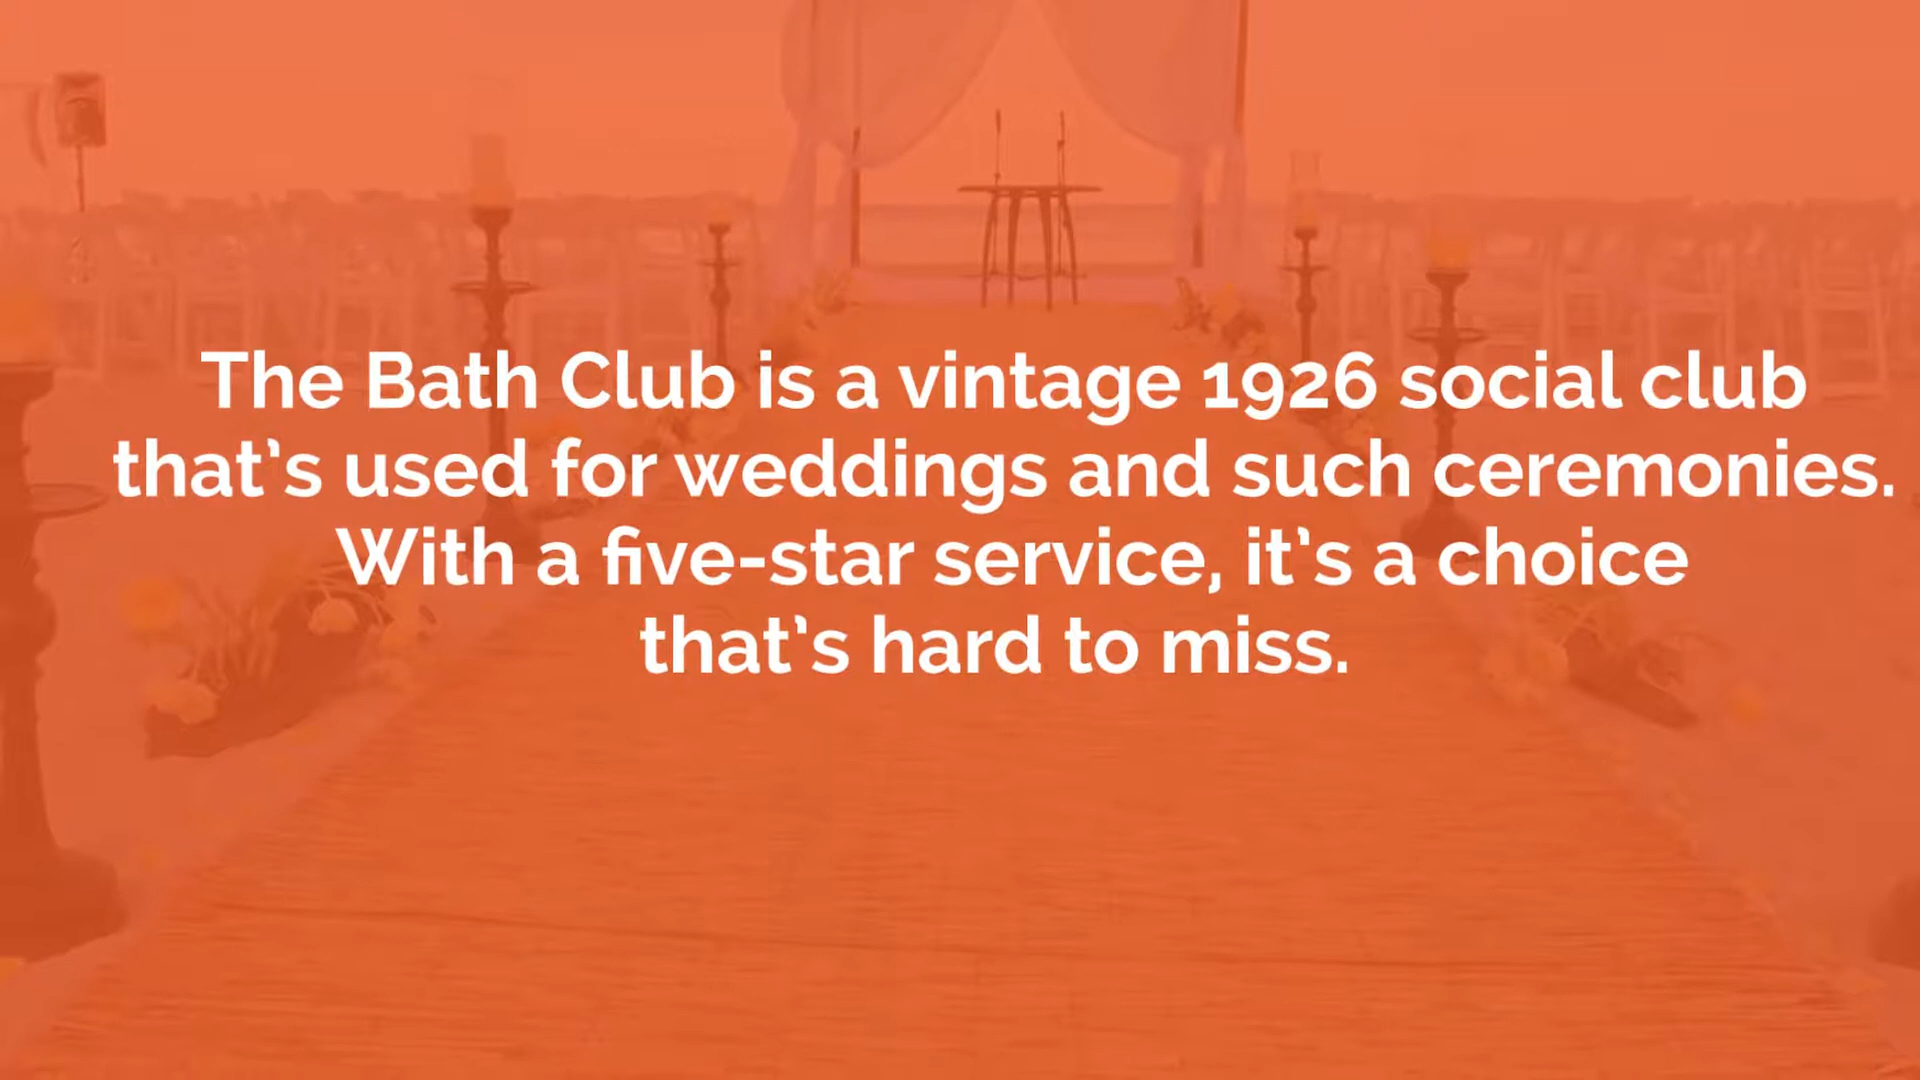 The Bath Club is a vintage 1926 social club
that’s used for weddings and such ceremonies.
With a five-star service, it’s a choice
that’s hard to miss.